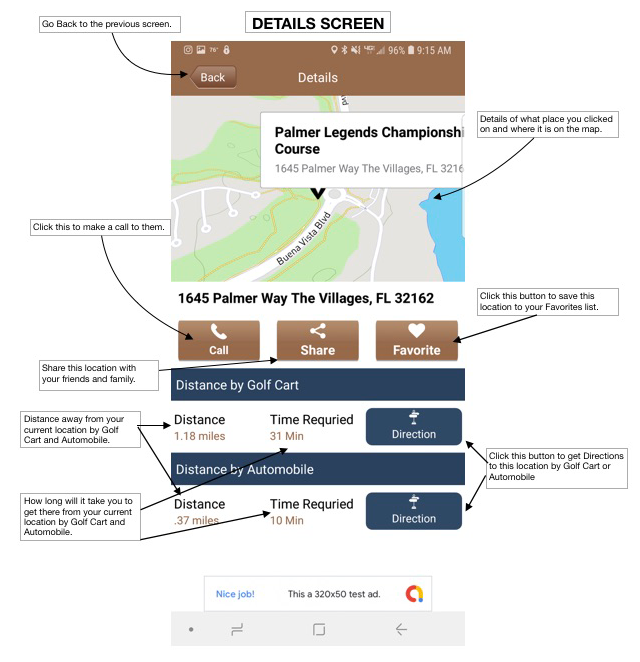 DETAILS SCREEN
Go Back to the previous screen.
76° 96% 9:15 AM
Back
Details
Palmer Legends Championshi
Course
1645 Palmer Way The Villages, FL 3216
Details of what place you clicked
on and where it is on the map.
Buena Vista Blvd
vd
Click this to make a call to them.
1645 Palmer Way The Villages, FL 32162
Click this button to save this
location to your Favorites list.
Call
Share
Favorite
Share this location with
your friends and family.
Distance by Golf Cart
Distance away from your
current location by Golf
Cart and Automobile.
Distance
Time Requried
1.18 miles
31 Min
Direction
Click this button to get Directions
to this location by Golf Cart or
Automobile
Distance by Automobile
How long will it take you to
get there from your current
location by Golf Cart and
Automobile.
Distance
Time Requried
.37 miles
10 Min
Direction
Nice job!
This a 320x50 test ad.